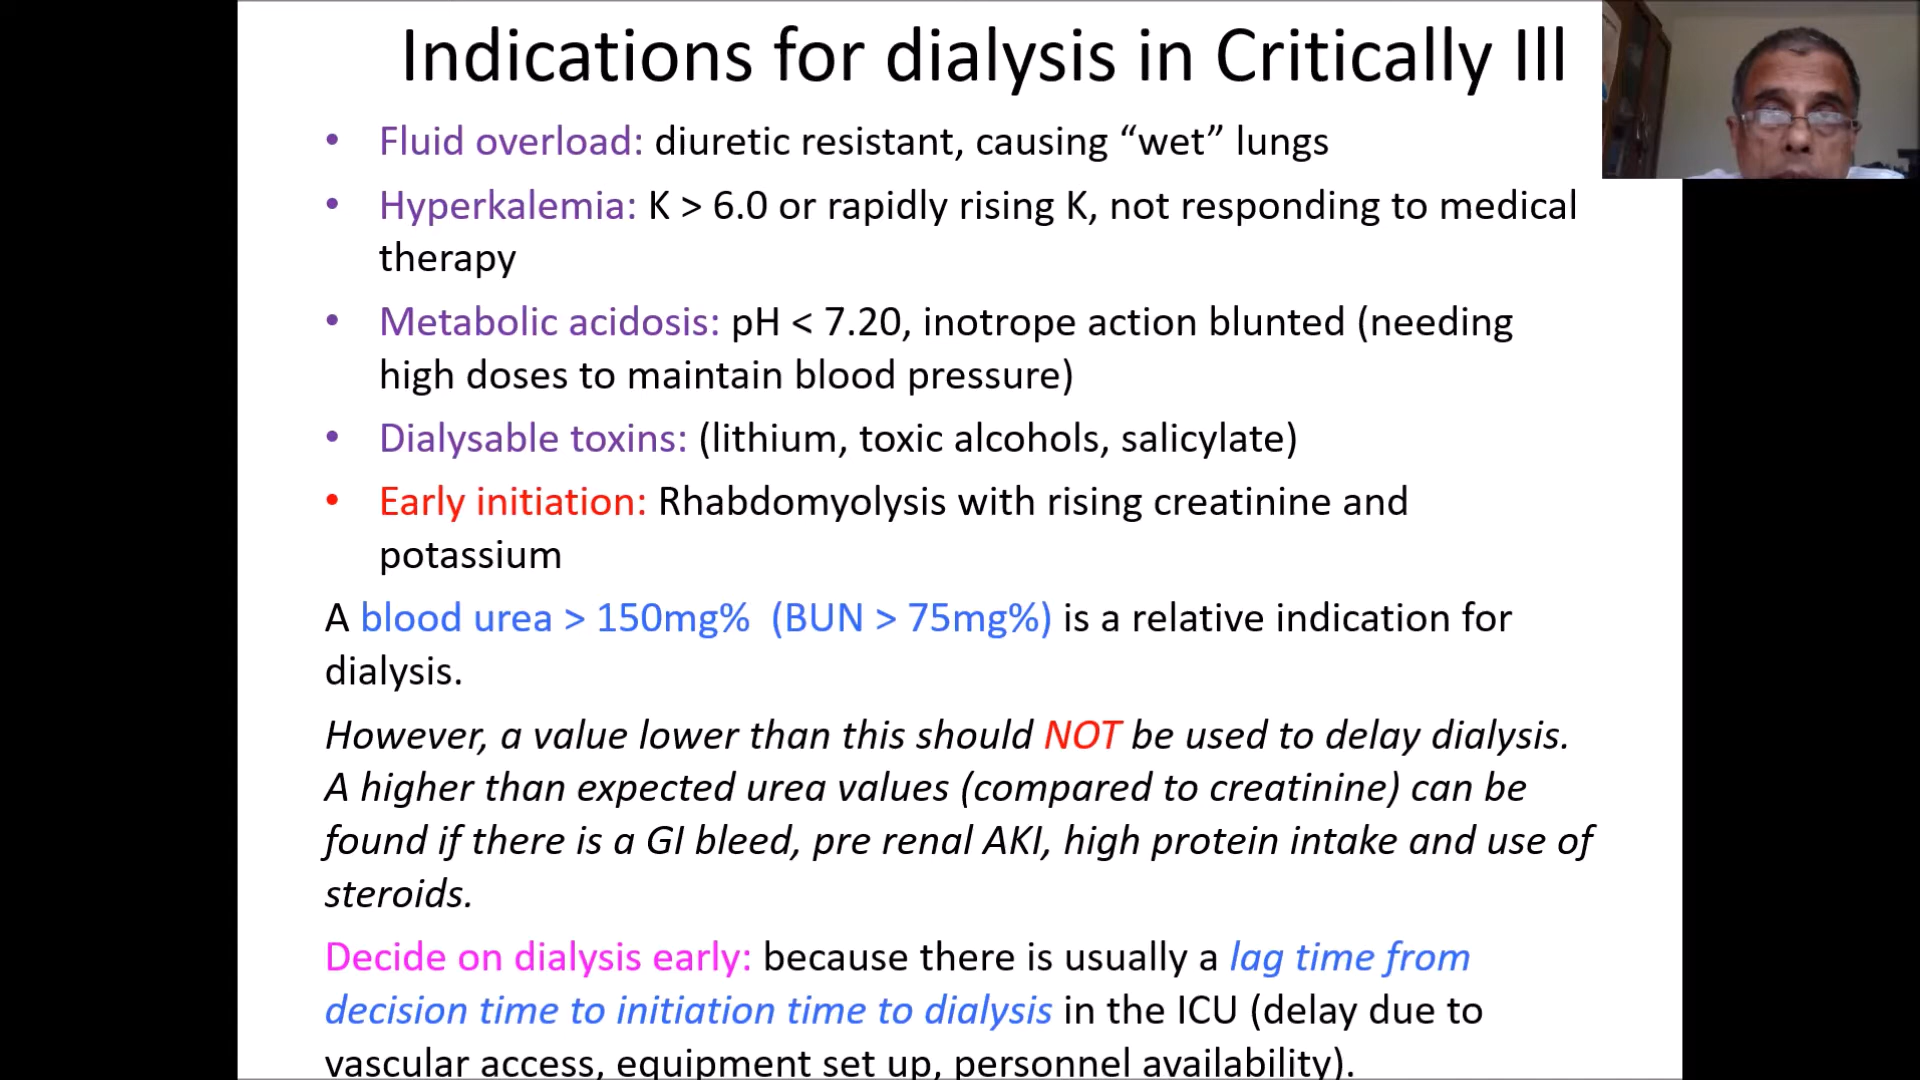 Indications for dialysis in Critically Ill
• Fluid overload: diuretic resistant, causing “wet” lungs
• Hyperkalemia: K > 6.0 or rapidly rising K, not responding to medical
therapy
• Metabolic acidosis: pH < 7.20, inotrope action blunted (needing
high doses to maintain blood pressure)
• Dialysable toxins: (lithium, toxic alcohols, salicylate)
• Early initiation: Rhabdomyolysis with rising creatinine and
potassium
A blood urea > 150mg% (BUN > 75mg%) is a relative indication for
dialysis.
However, a value lower than this should NOT be used to delay dialysis.
A higher than expected urea values (compared to creatinine) can be
found if there is a GI bleed, pre renal AKI, high protein intake and use of
steroids.
Decide on dialysis early: because there is usually a lag time from
decision time to initiation time to dialysis in the ICU (delay due to
vascular access, equipment set up, personnel availability).